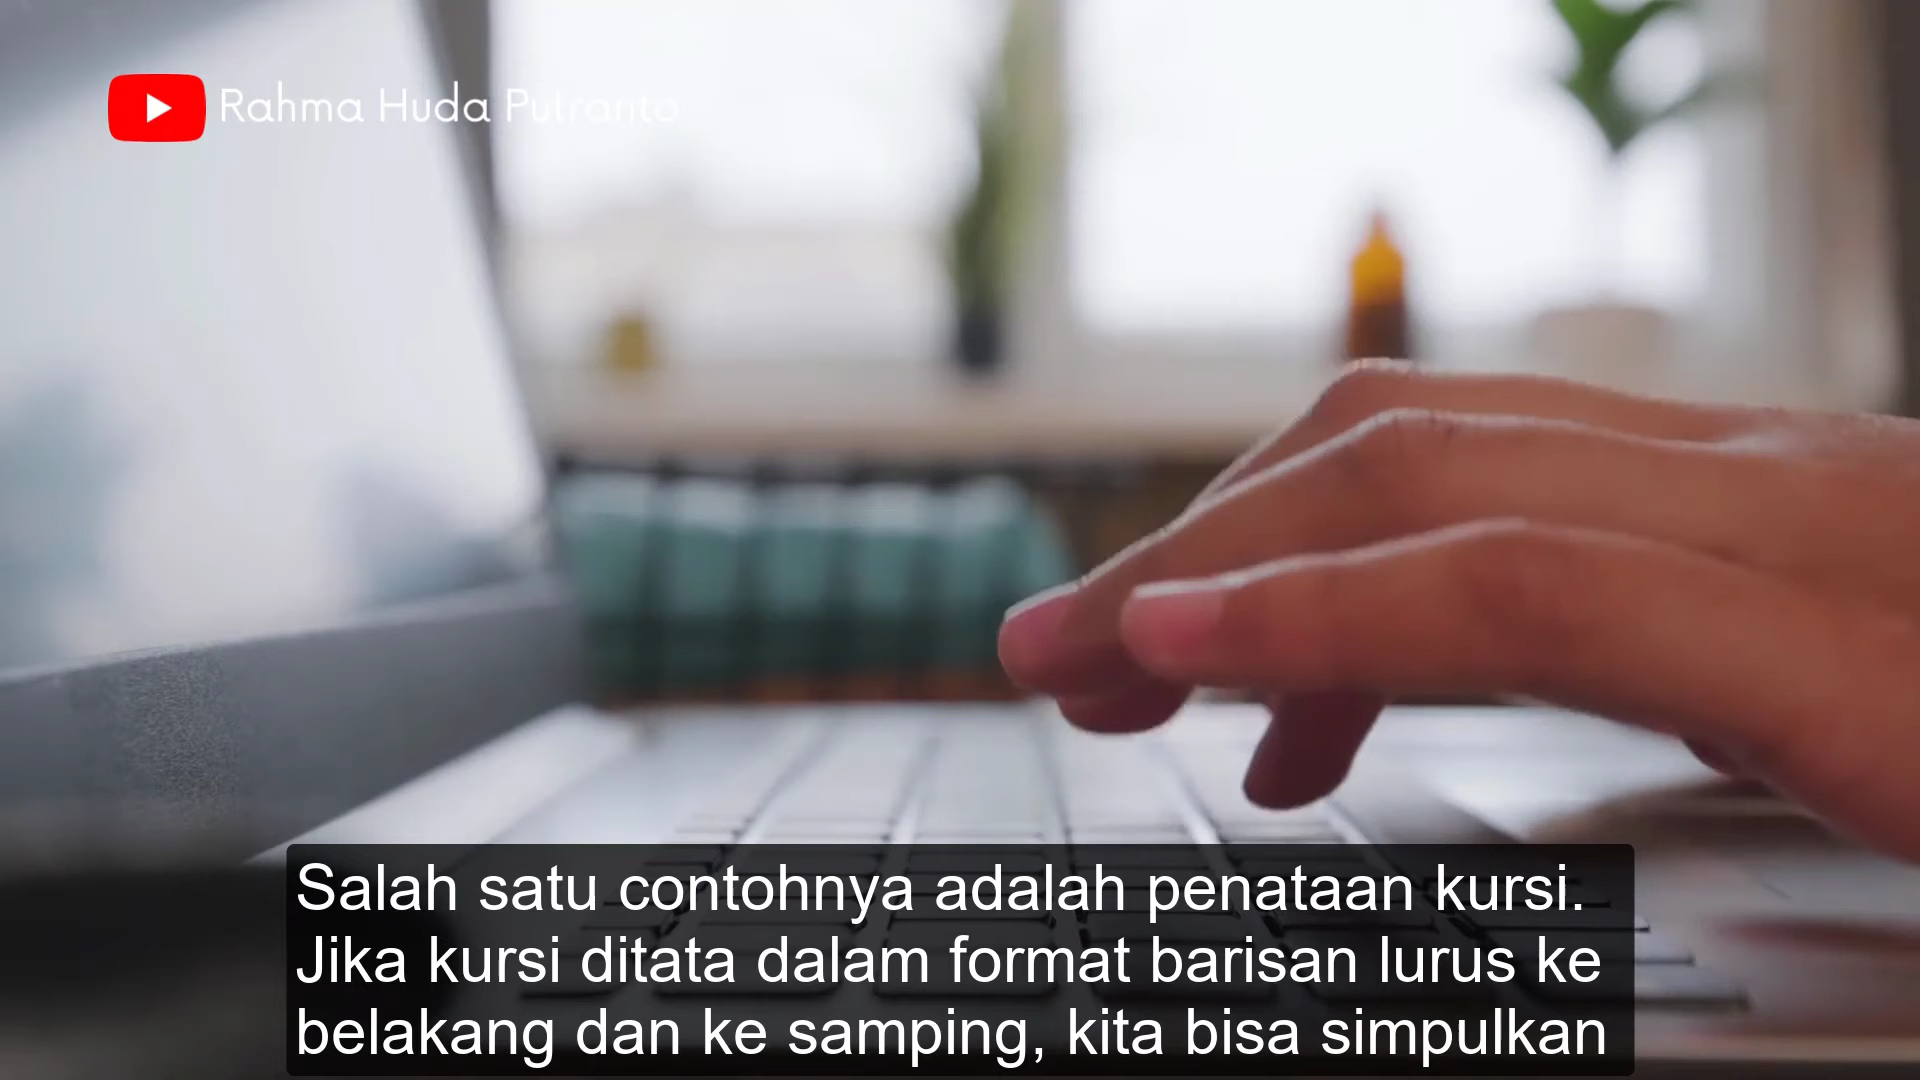 Rahma Huda Putranto
Salah satu contohnya adalah penataan kursi.
Jika kursi ditata dalam format barisan lurus ke
belakang dan ke samping, kita bisa simpulkan